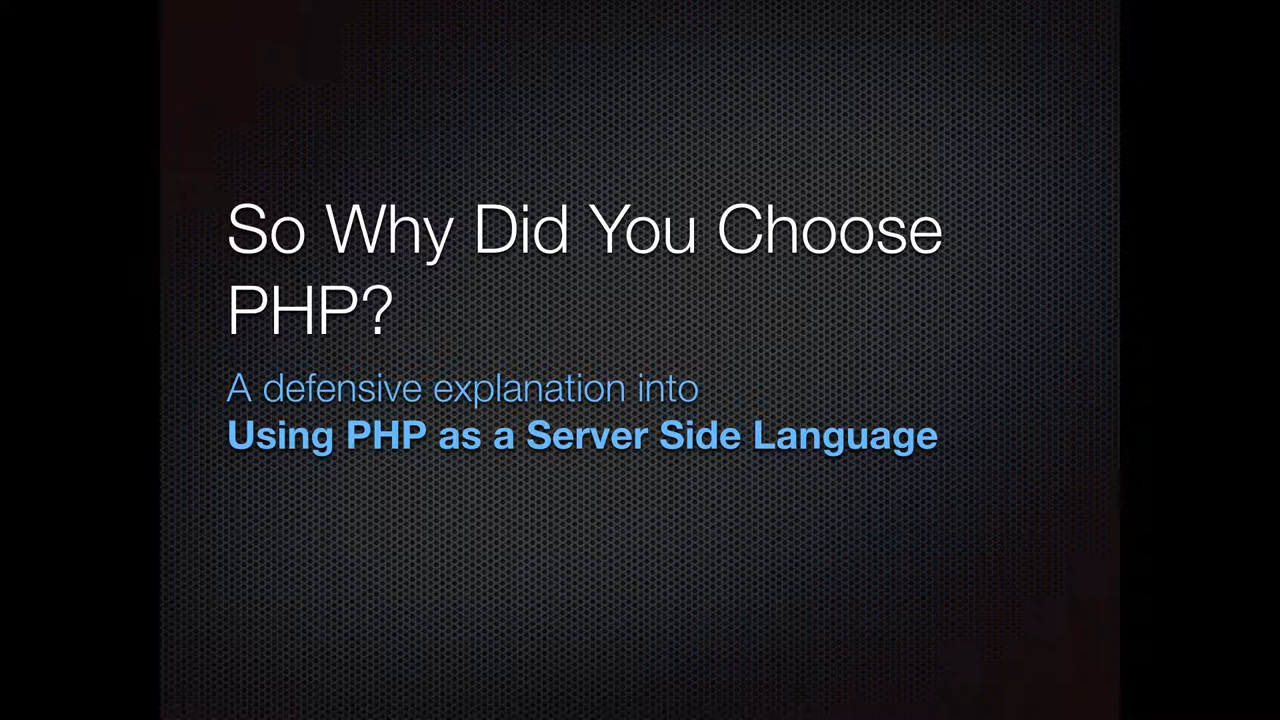 So Why Did You Choose
PHP?
A defensive explanation into
Using PHP as a Server Side Language